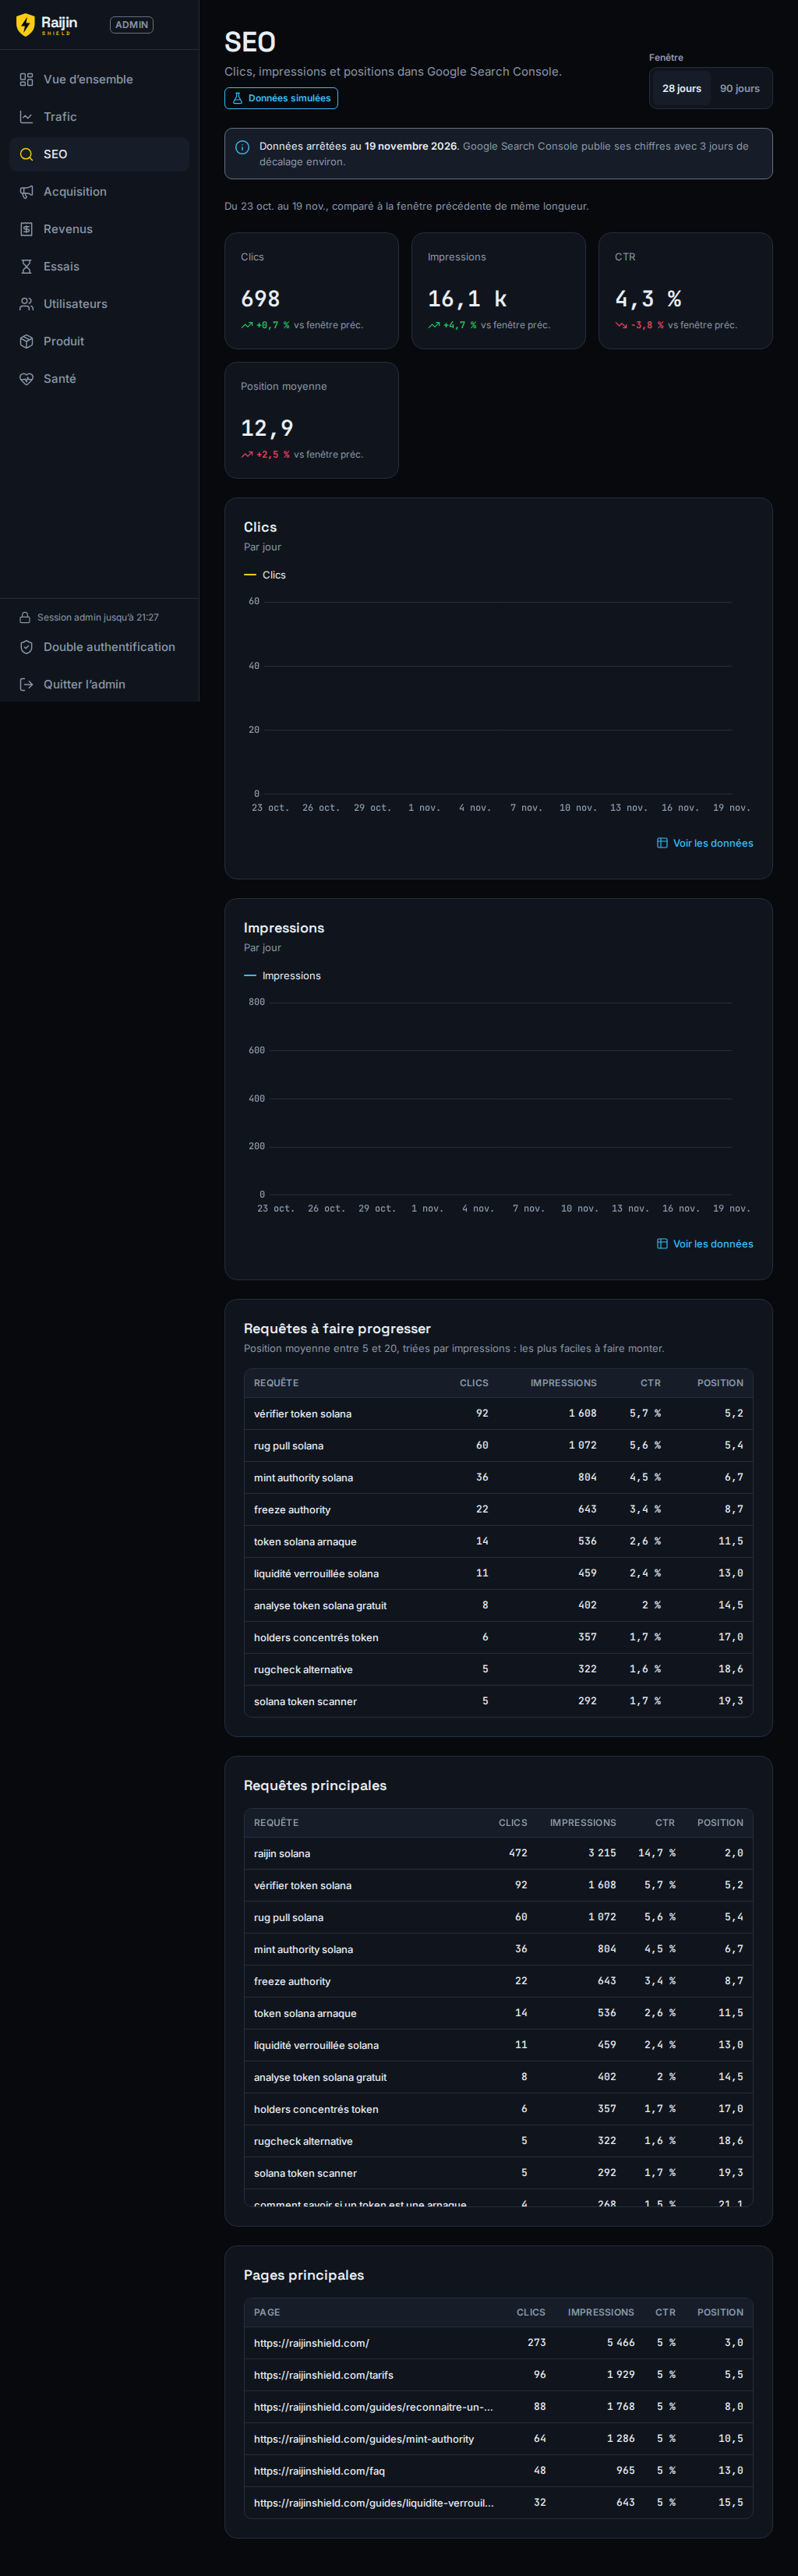 Raijin
SHIELD
ADMIN
Vue d’ensemble
Trafic
SEO
Acquisition
Revenus
Essais
Utilisateurs
Produit
Santé
Session admin jusqu’à 21:27
Double authentification
Quitter l’admin
SEO
Clics, impressions et positions dans Google Search Console.
Données simulées
Fenêtre
28 jours 90 jours
Données arrêtées au 19 novembre 2026. Google Search Console publie ses chiffres avec 3 jours de
décalage environ.
Du 23 oct. au 19 nov., comparé à la fenêtre précédente de même longueur.
Clics
698
+0,7 % vs fenêtre préc.
Impressions
16,1 k
+4,7 % vs fenêtre préc.
CTR
4,3 %
-3,8 % vs fenêtre préc.
Position moyenne
12,9
+2,5 % vs fenêtre préc.
Clics
Par jour
Clics
60
40
20
0
23 oct. 26 oct. 29 oct. 1 nov. 4 nov. 7 nov. 10 nov. 13 nov. 16 nov. 19 nov.
Voir les données
Impressions
Par jour
Impressions
800
600
400
200
0
23 oct. 26 oct. 29 oct. 1 nov. 4 nov. 7 nov. 10 nov. 13 nov. 16 nov. 19 nov.
Voir les données
Requêtes à faire progresser
Position moyenne entre 5 et 20, triées par impressions : les plus faciles à faire monter.
REQUÊTE CLICS IMPRESSIONS CTR POSITION
vérifier token solana 92 1 608 5,7 % 5,2
rug pull solana 60 1 072 5,6 % 5,4
mint authority solana 36 804 4,5 % 6,7
freeze authority 22 643 3,4 % 8,7
token solana arnaque 14 536 2,6 % 11,5
liquidité verrouillée solana 11 459 2,4 % 13,0
analyse token solana gratuit 8 402 2 % 14,5
holders concentrés token 6 357 1,7 % 17,0
rugcheck alternative 5 322 1,6 % 18,6
solana token scanner 5 292 1,7 % 19,3
Requêtes principales
REQUÊTE CLICS IMPRESSIONS CTR POSITION
raijin solana 472 3 215 14,7 % 2,0
vérifier token solana 92 1 608 5,7 % 5,2
rug pull solana 60 1 072 5,6 % 5,4
mint authority solana 36 804 4,5 % 6,7
freeze authority 22 643 3,4 % 8,7
token solana arnaque 14 536 2,6 % 11,5
liquidité verrouillée solana 11 459 2,4 % 13,0
analyse token solana gratuit 8 402 2 % 14,5
holders concentrés token 6 357 1,7 % 17,0
rugcheck alternative 5 322 1,6 % 18,6
solana token scanner 5 292 1,7 % 19,3
comment savoir si un token est une arnaque 4 268 1,5 % 21,1
Pages principales
PAGE CLICS IMPRESSIONS CTR POSITION
https://raijinshield.com/ 273 5 466 5 % 3,0
https://raijinshield.com/tarifs 96 1 929 5 % 5,5
https://raijinshield.com/guides/reconnaitre-un-... 88 1 768 5 % 8,0
https://raijinshield.com/guides/mint-authority 64 1 286 5 % 10,5
https://raijinshield.com/faq 48 965 5 % 13,0
https://raijinshield.com/guides/liquidite-verrouil... 32 643 5 % 15,5